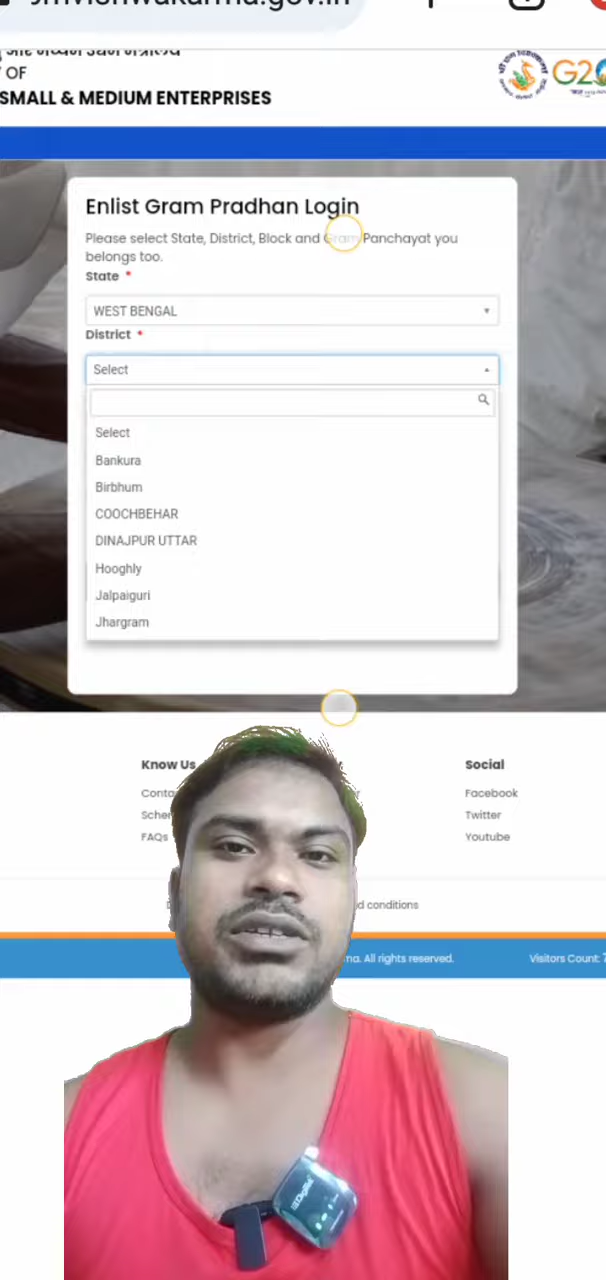 OF
SMALL & MEDIUM ENTERPRISES
G20
Enlist Gram Pradhan Login
Please select State, District, Block and Gram Panchayat you
belongs too.
State *
WEST BENGAL
District *
Select
Select
Bankura
Birbhum
COOCHBEHAR
DINAJPUR UTTAR
Hooghly
Jalpaiguri
Jhargram
Know Us
Social
Facebook
Twitter
FAQs
Youtube
d conditions
All rights reserved.
Visitors Count: